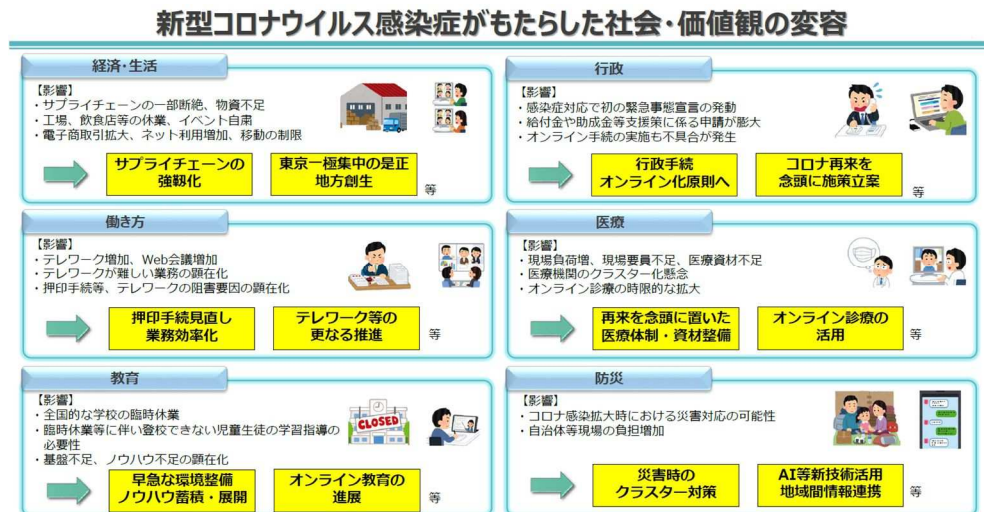 新型コロナウイルス感染症がもたらした社会・価値観の変容
経済・生活
【影響】
・サプライチェーンの一部断絶、物資不足
・工場、飲食店等の休業、イベント自粛
・電子商取引拡大、ネット利用増加、移動の制限
サプライチェーンの
強靱化
東京一極集中の是正
地方創生
等
行政
【影響】
・感染症対応で初の緊急事態宣言の発動
・給付金や助成金等支援策に係る申請が膨大
・オンライン手続の実施も不具合が発生
行政手続
オンライン化原則へ
コロナ再来を
念頭に施策立案
等
働き方
【影響】
・テレワーク増加、Web会議増加
・テレワークが難しい業務の顕在化
・押印手続等、テレワークの阻害要因の顕在化
押印手続見直し
業務効率化
テレワーク等の
更なる推進
等
医療
【影響】
・現場負荷増、現場要員不足、医療資材不足
・医療機関のクラスター化懸念
・オンライン診療の時限的な拡大
再来を念頭に置いた
医療体制・資材整備
オンライン診療の
活用
等
教育
【影響】
・全国的な学校の臨時休業
・臨時休業等に伴い登校できない児童生徒の学習指導の
必要性
・基盤不足、ノウハウ不足の顕在化
CLOSED
早急な環境整備
ノウハウ蓄積・展開
オンライン教育の
進展
等
防災
【影響】
・コロナ感染拡大時における災害対応の可能性
・自治体等現場の負担増加
災害時の
クラスター対策
AI等新技術活用
地域間情報連携
等